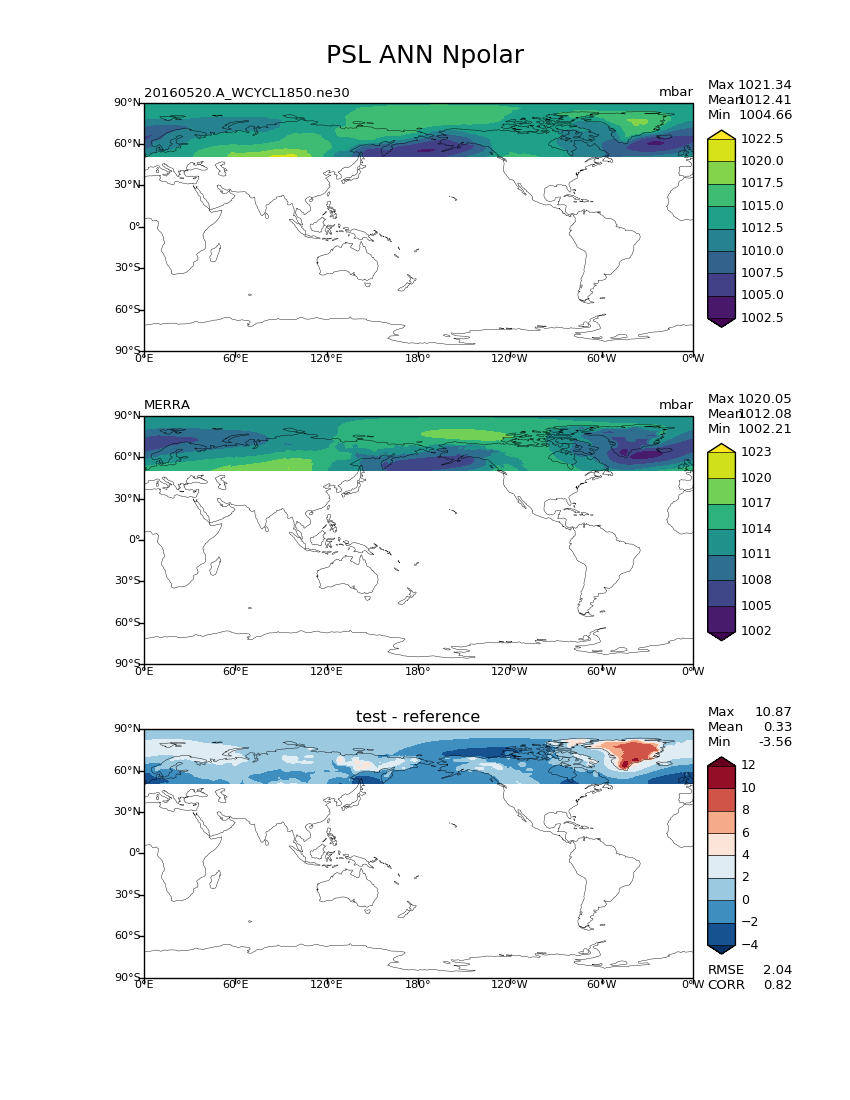 PSL ANN Npolar
20160520.A_WCYCL1850.ne30
mbar
Max 1021.34
Mean 1012.41
Min 1004.66
90°N
60°N
30°N
0°
30°S
60°S
90°S
0°E 60°E 120°E 180° 120°W 60°W 0°W
1022.5
1020.0
1017.5
1015.0
1012.5
1010.0
1007.5
1005.0
1002.5
MERRA
mbar
Max 1020.05
Mean 1012.08
Min 1002.21
90°N
60°N
30°N
0°
30°S
60°S
90°S
0°E 60°E 120°E 180° 120°W 60°W 0°W
1023
1020
1017
1014
1011
1008
1005
1002
test - reference
Max 10.87
Mean 0.33
Min -3.56
90°N
60°N
30°N
0°
30°S
60°S
90°S
0°E 60°E 120°E 180° 120°W 60°W 0°W
12
10
8
6
4
2
0
−2
−4
RMSE 2.04
CORR 0.82